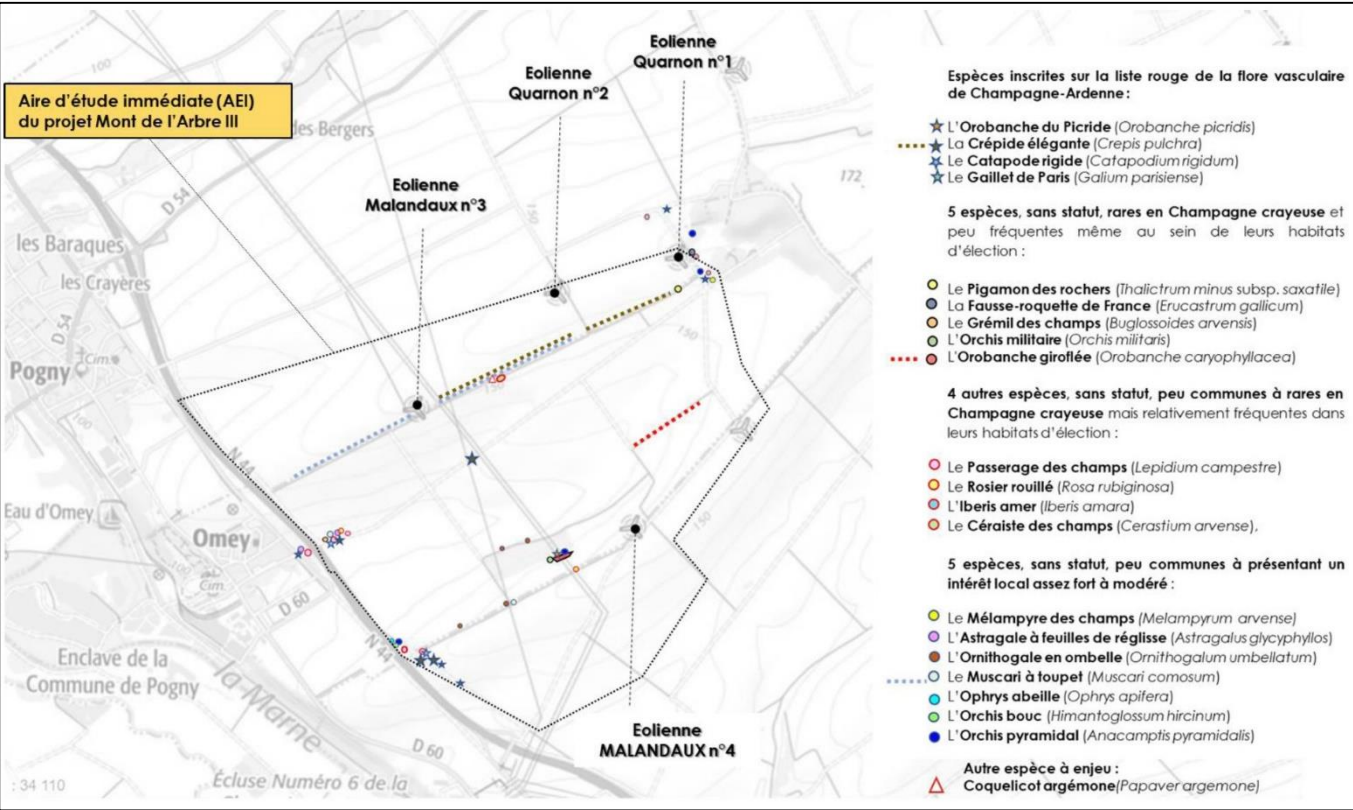 Eolienne
Quarnon n°1
Eolienne
Quarnon n°2
Aire d'étude immédiate (AEI)
du projet Mont de l'Arbre III
100
des Bergers
Eolienne
Malandaux n°3
172
150
D 54
les Baraques
les Crayères
D 54
Cim.
Pogny
100
150
150
N 44
Eau d'Omey
Omey
150
100
Cim.
D 60
N 44
Enclave de la
Commune de Pogny
la Marne
D 60
Eolienne
MALANDAUX n°4
: 34 110
Écluse Numéro 6 de la
Espèces inscrites sur la liste rouge de la flore vasculaire
de Champagne-Ardenne :
L'Orobanche du Picride (Orobanche picridis)
La Crépide élégante (Crepis pulchra)
Le Catapode rigide (Catapodium rigidum)
Le Gaillet de Paris (Galium parisiense)
5 espèces, sans statut, rares en Champagne crayeuse et
peu fréquentes même au sein de leurs habitats
d'élection :
Le Pigamon des rochers (Thalictrum minus subsp. saxatile)
La Fausse-roquette de France (Erucastrum gallicum)
Le Grémil des champs (Buglossoides arvensis)
L'Orchis militaire (Orchis militaris)
L'Orobanche giroflée (Orobanche caryophyllacea)
4 autres espèces, sans statut, peu communes à rares en
Champagne crayeuse mais relativement fréquentes dans
leurs habitats d'élection :
Le Passerage des champs (Lepidium campestre)
Le Rosier rouillé (Rosa rubiginosa)
L'Iberis amer (Iberis amara)
Le Céraiste des champs (Cerastium arvense).
5 espèces, sans statut, peu communes à présentant un
intérêt local assez fort à modéré :
Le Mélampyre des champs (Melampyrum arvense)
L'Astragale à feuilles de réglisse (Astragalus glycyphyllos)
L'Ornithogale en ombelle (Ornithogalum umbellatum)
Le Muscari à toupet (Muscari comosum)
L'Ophrys abeille (Ophrys apifera)
L'Orchis bouc (Himantoglossum hircinum)
L'Orchis pyramidal (Anacamptis pyramidalis)
Autre espèce à enjeu :
Coquelicot argémone(Papaver argemone)